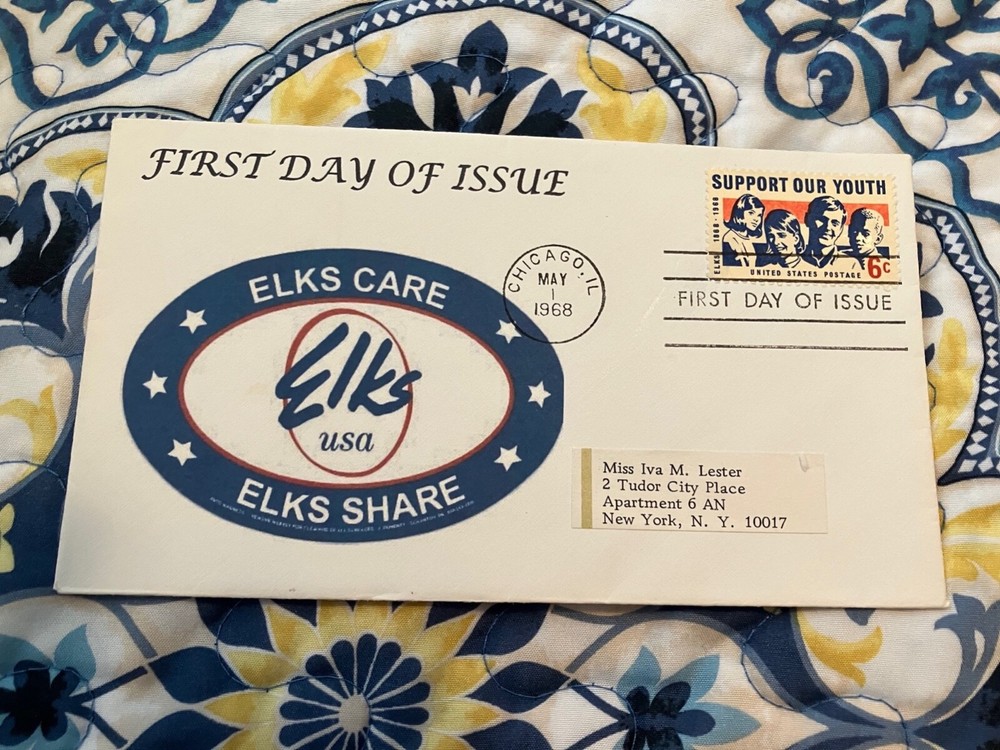 FIRST DAY OF ISSUE
SUPPORT OUR YOUTH
ELKS 1868-1968
UNITED STATES POSTAGE 6c
CHICAGO, IL
MAY
1
1968
FIRST DAY OF ISSUE
ELKS CARE
Elks
usa
ELKS SHARE
Miss Iva M. Lester
2 Tudor City Place
Apartment 6 AN
New York, N. Y. 10017